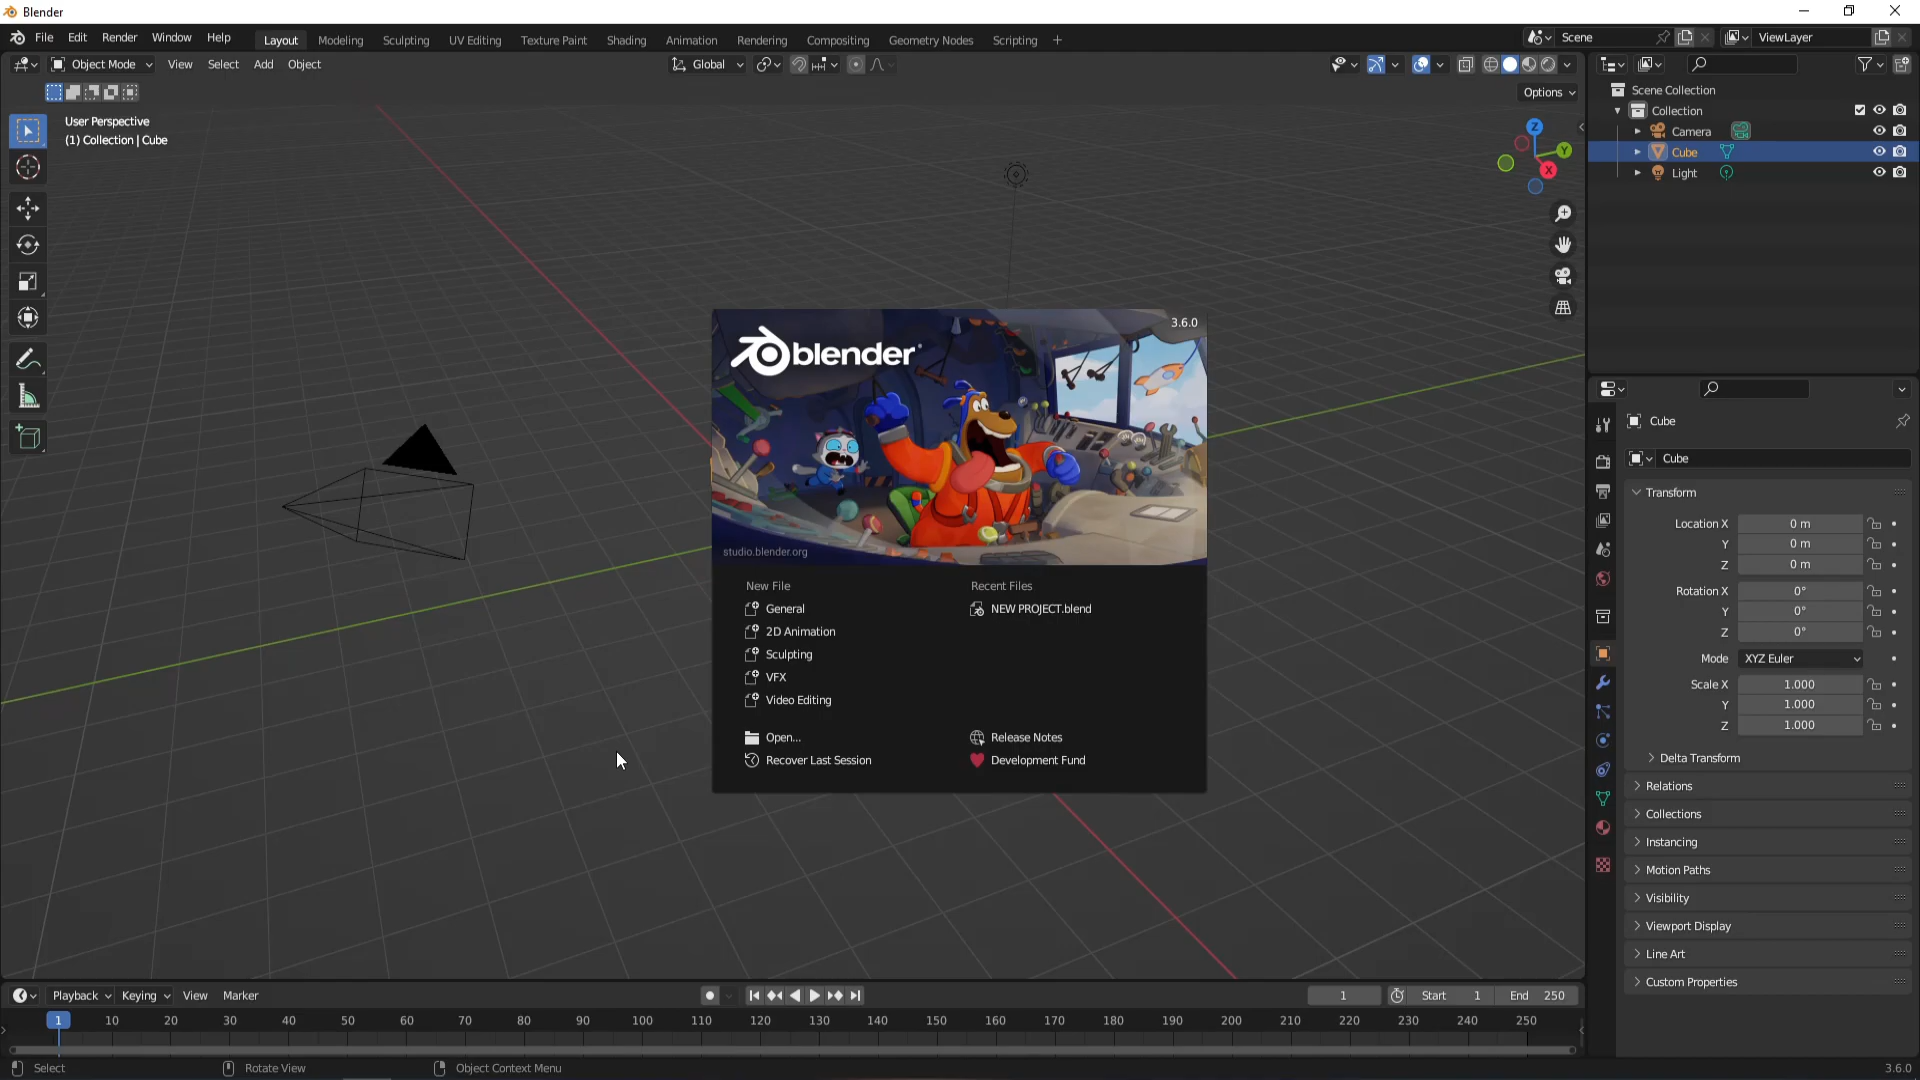 Blender
File Edit Render Window Help
Layout Modeling Sculpting UV Editing Texture Paint Shading Animation Rendering Compositing Geometry Nodes Scripting +
Scene
ViewLayer
Object Mode View Select Add Object
Global
Options
User Perspective
(1) Collection | Cube
Z
Y
X
Scene Collection
Collection
Camera
Cube
Light
3.6.0
blender
studio.blender.org
New File
General
2D Animation
Sculpting
VFX
Video Editing
Open...
Recover Last Session
Recent Files
NEW PROJECT.blend
Release Notes
Development Fund
Cube
Cube
Transform
Location X 0 m
Y 0 m
Z 0 m
Rotation X 0°
Y 0°
Z 0°
Mode XYZ Euler
Scale X 1.000
Y 1.000
Z 1.000
Delta Transform
Relations
Collections
Instancing
Motion Paths
Visibility
Viewport Display
Line Art
Custom Properties
Playback Keying View Marker
1 Start 1 End 250
1 10 20 30 40 50 60 70 80 90 100 110 120 130 140 150 160 170 180 190 200 210 220 230 240 250
Select Rotate View Object Context Menu 3.6.0